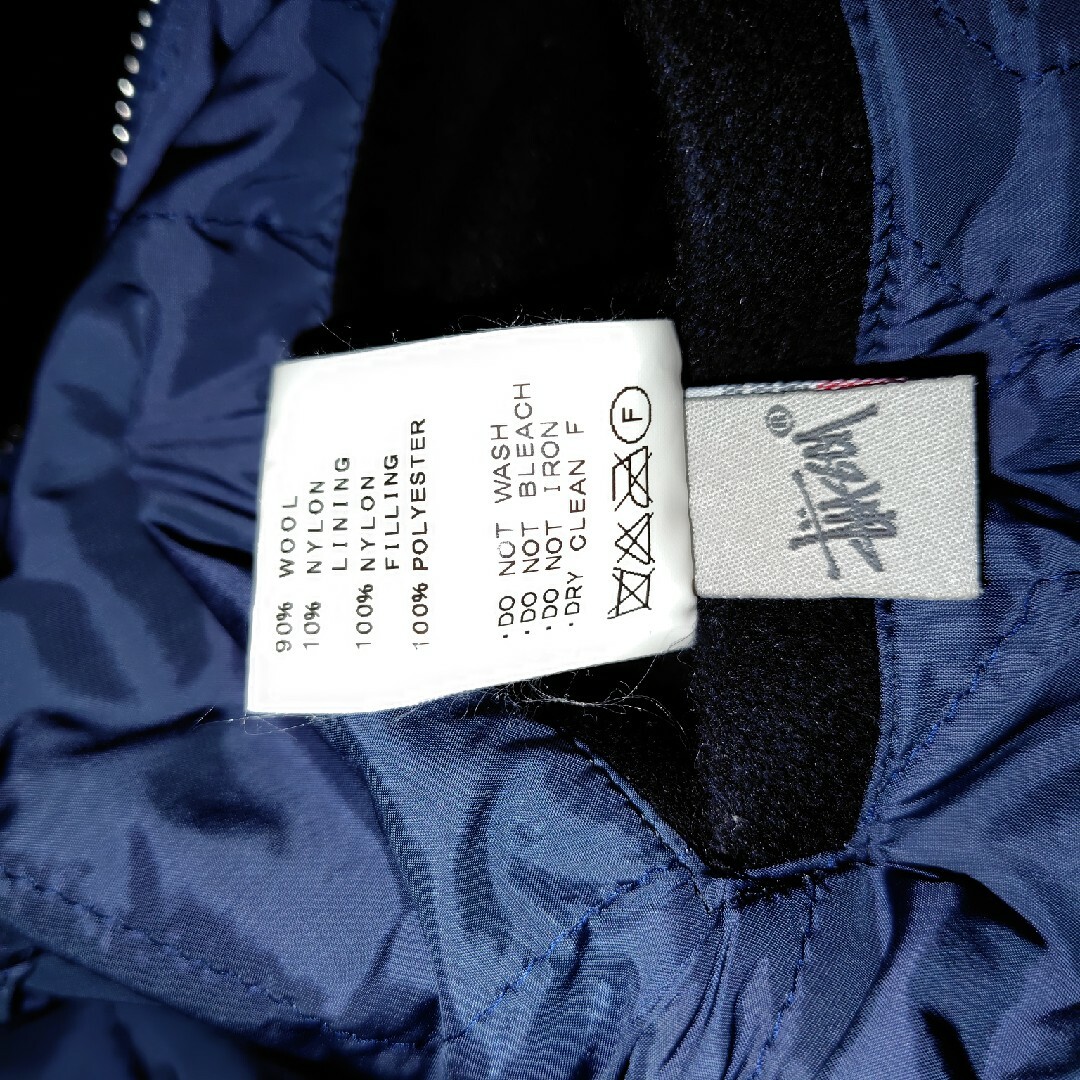 90% WOOL
10% NYLON
LINING
100% NYLON
FILLING
100% POLYESTER
·DO NOT WASH
·DO NOT BLEACH
·DO NOT IRON
·DRY CLEAN F
F
Stüssy ®